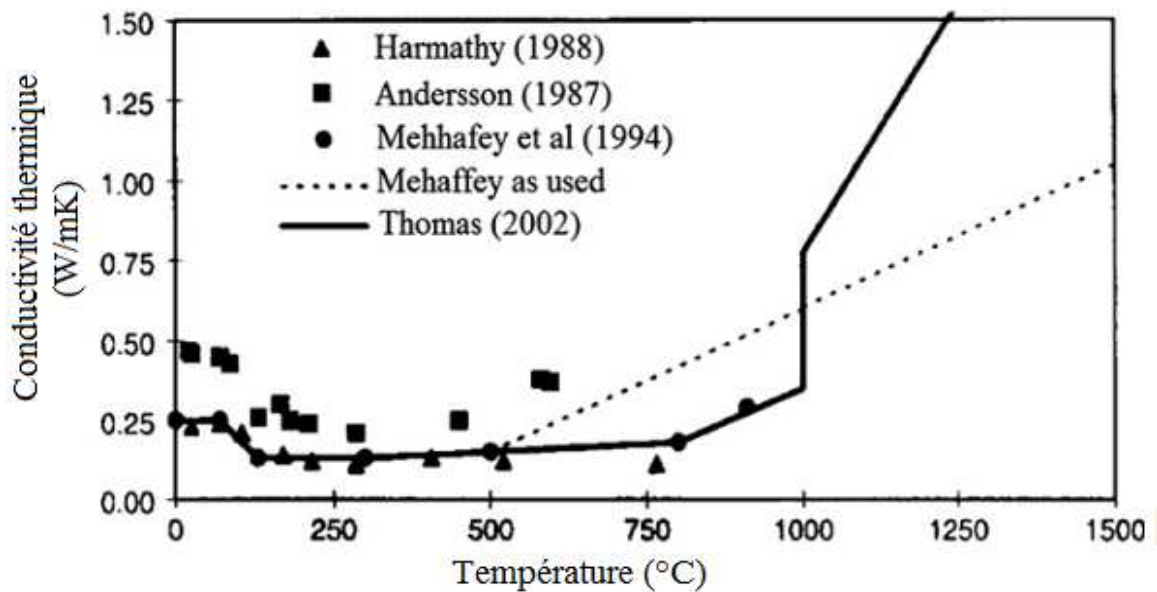 Conductivité thermique
(W/mK)
1.50
1.25
1.00
0.75
0.50
0.25
0.00
Harmathy (1988)
Andersson (1987)
Mehhafey et al (1994)
Mehaffey as used
Thomas (2002)
0 250 500 750 1000 1250 1500
Température (°C)